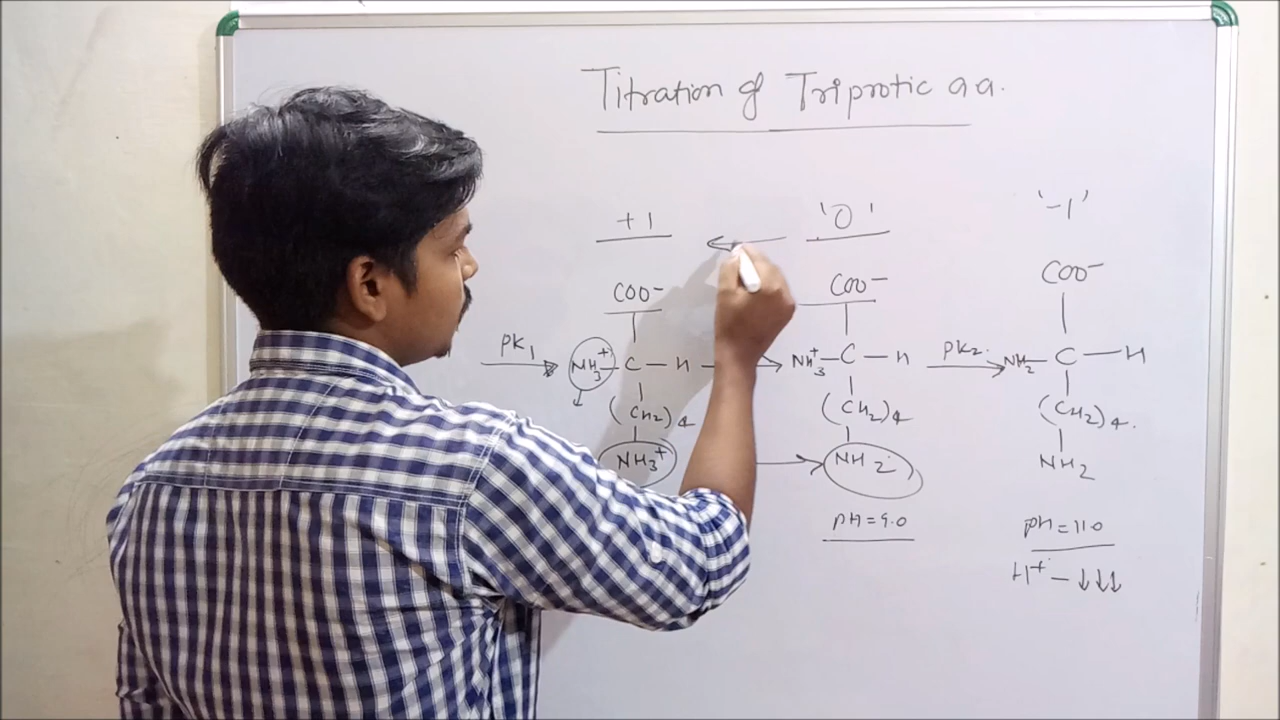 Titration of Triprotic aa.
+1
'0'
'-1'
COO⁻
COO⁻
COO⁻
pK₁
NH₃⁺ — C — H
NH₃⁺ — C — H
pK₂.
NH₂ — C — H
(CH₂)₄
(CH₂)₄
(CH₂)₄.
NH₃⁺
NH₂
NH₂
pH = 9.0
pH = 11.0
H⁺ — ↓↓↓